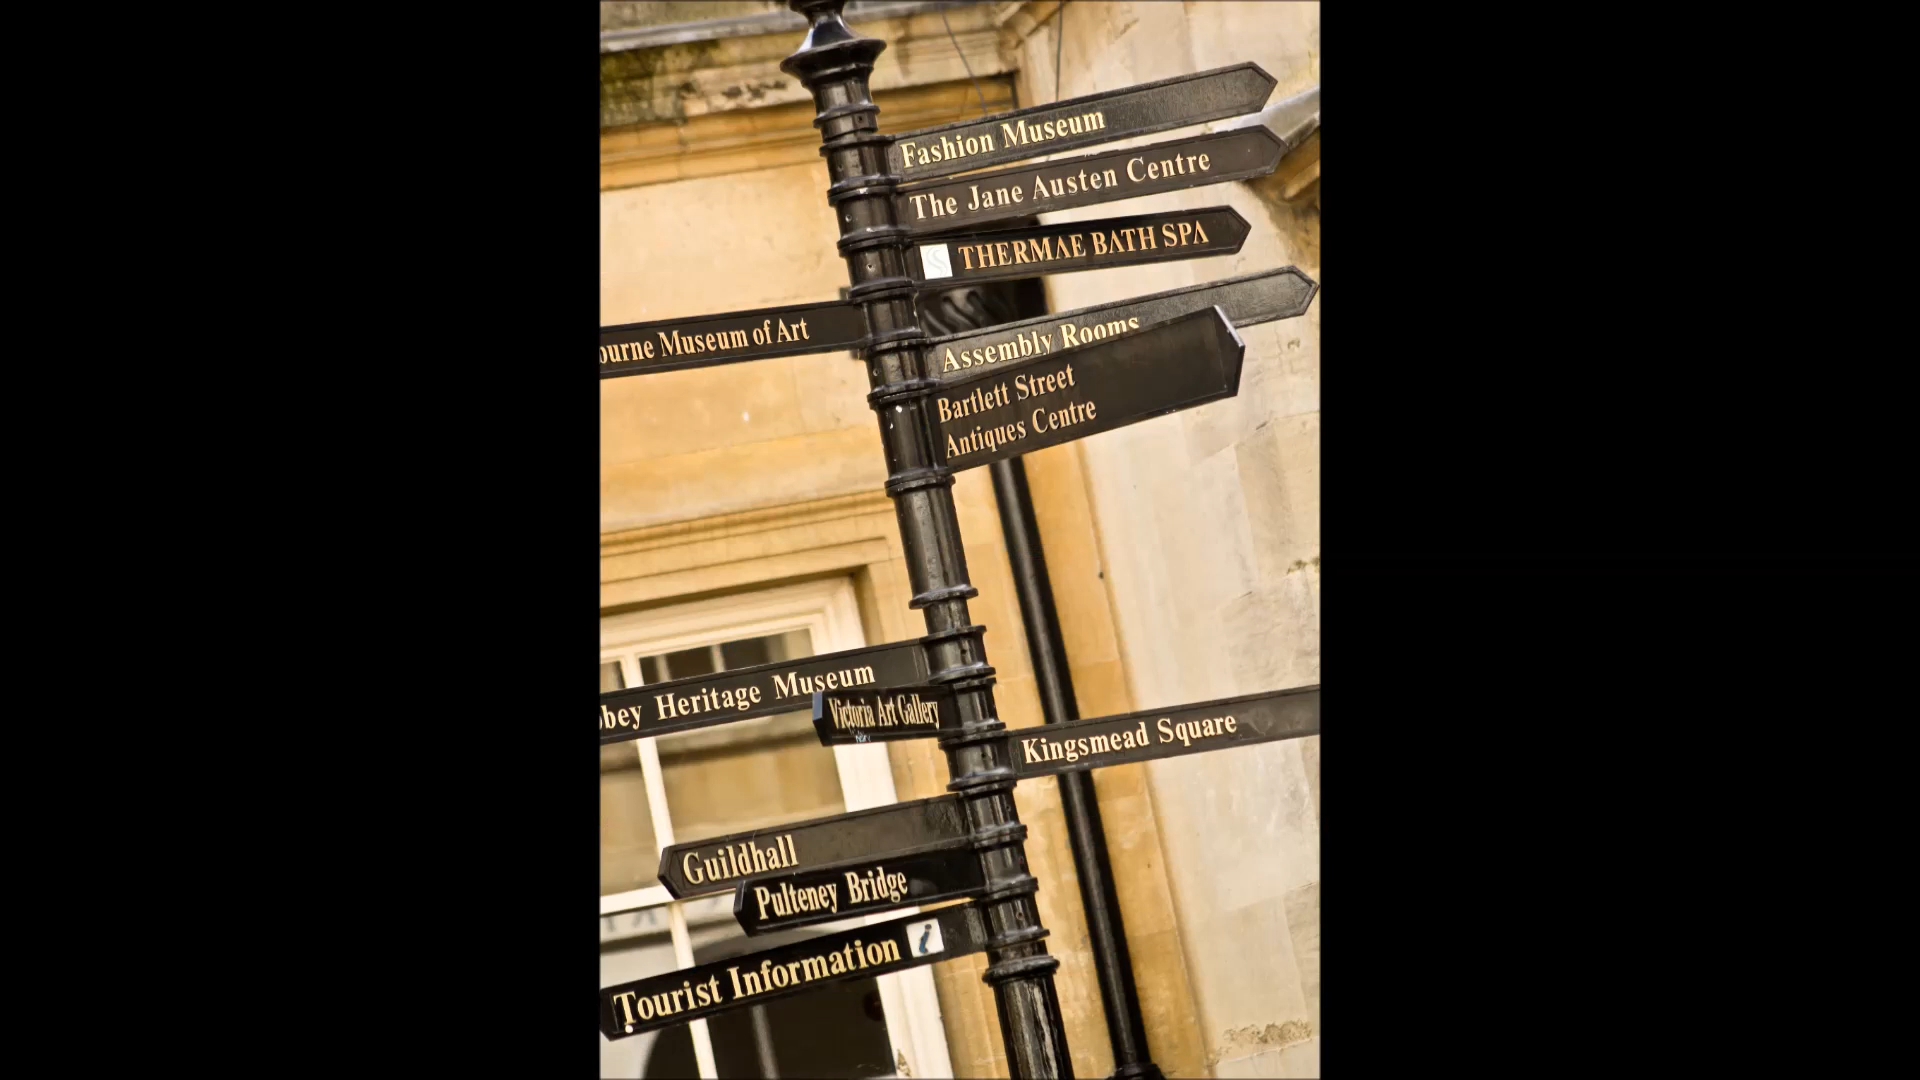 Fashion Museum
The Jane Austen Centre
THERMAE BATH SPA
ourne Museum of Art
Assembly Rooms
Bartlett Street
Antiques Centre
bey Heritage Museum
Victoria Art Gallery
Kingsmead Square
Guildhall
Pulteney Bridge
Tourist Information i